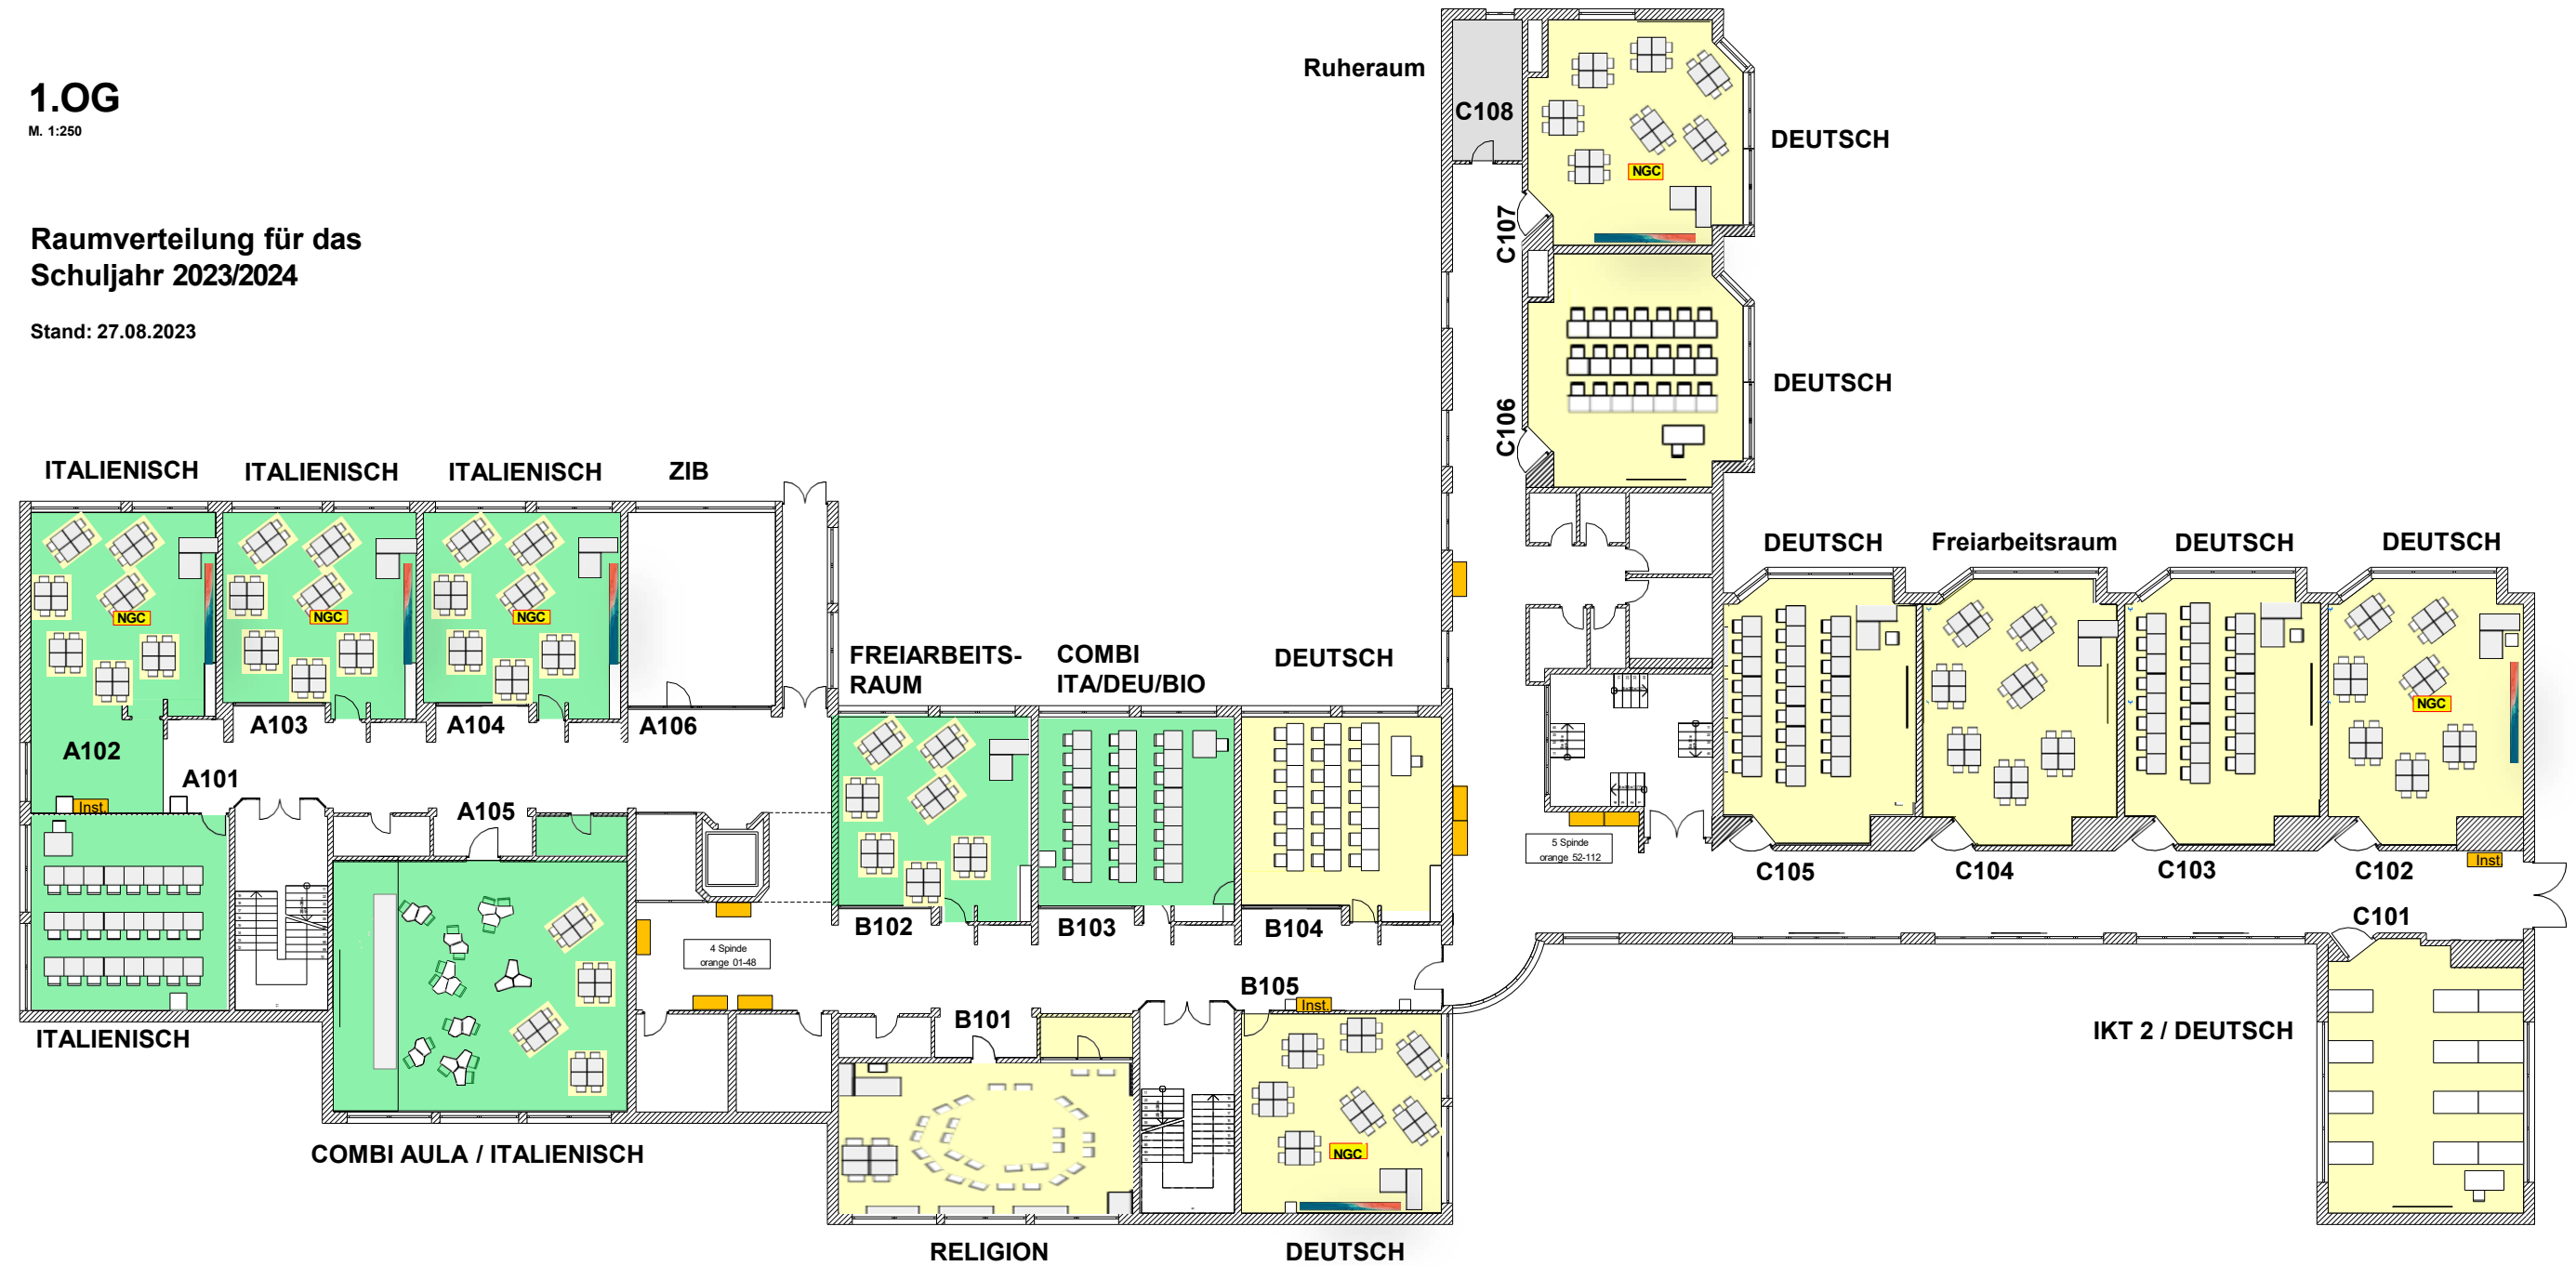 1.OG
M. 1:250
Raumverteilung für das
Schuljahr 2023/2024
Stand: 27.08.2023
Ruheraum
C108
NGC
DEUTSCH
C107
C106
DEUTSCH
ITALIENISCH
ITALIENISCH
ITALIENISCH
ZIB
NGC
NGC
NGC
A102
A103
A104
A106
A101
Inst.
A105
ITALIENISCH
COMBI AULA / ITALIENISCH
4 Spinde
orange 01-48
FREIARBEITS-
RAUM
COMBI
ITA/DEU/BIO
DEUTSCH
B102
B103
B104
B101
B105
Inst.
NGC
RELIGION
DEUTSCH
5 Spinde
orange 52-112
DEUTSCH
Freiarbeitsraum
DEUTSCH
DEUTSCH
NGC
C105
C104
C103
C102
Inst.
C101
IKT 2 / DEUTSCH